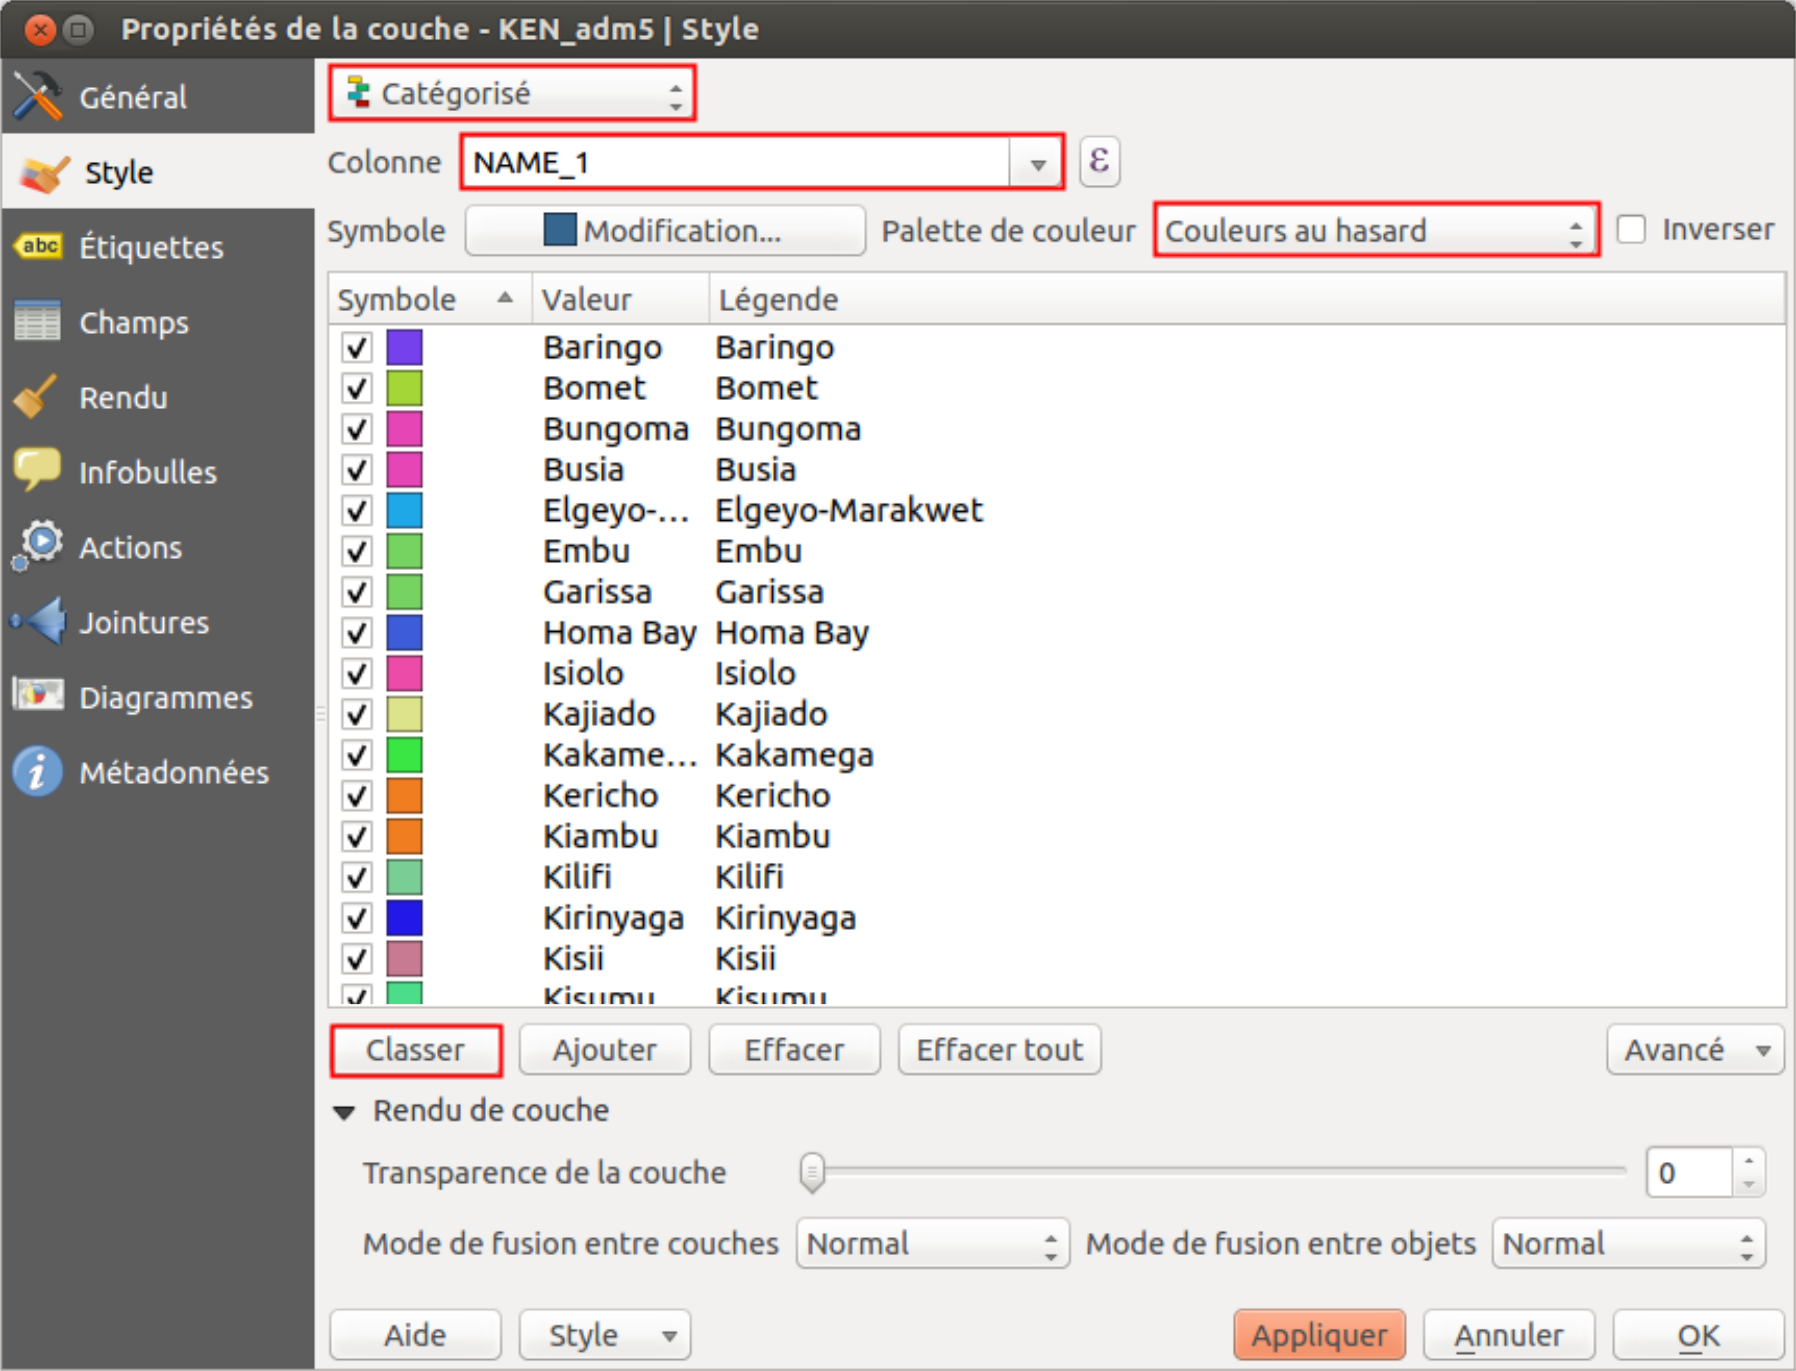 Propriétés de la couche - KEN_adm5 | Style
Général
Style
abc Étiquettes
Champs
Rendu
Infobulles
Actions
Jointures
Diagrammes
i Métadonnées
Catégorisé
Colonne NAME_1 ε
Symbole Modification... Palette de couleur Couleurs au hasard Inverser
Symbole Valeur Légende
Baringo Baringo
Bomet Bomet
Bungoma Bungoma
Busia Busia
Elgeyo-... Elgeyo-Marakwet
Embu Embu
Garissa Garissa
Homa Bay Homa Bay
Isiolo Isiolo
Kajiado Kajiado
Kakame... Kakamega
Kericho Kericho
Kiambu Kiambu
Kilifi Kilifi
Kirinyaga Kirinyaga
Kisii Kisii
Kisumu Kisumu
Classer Ajouter Effacer Effacer tout Avancé
Rendu de couche
Transparence de la couche 0
Mode de fusion entre couches Normal Mode de fusion entre objets Normal
Aide Style Appliquer Annuler OK